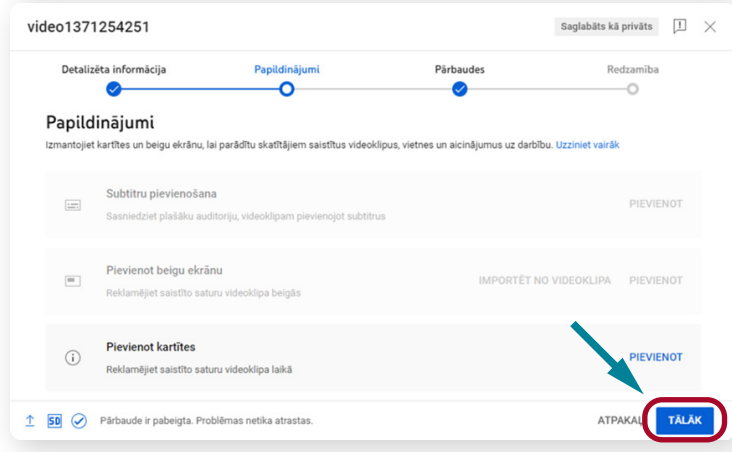 video1371254251
Saglabāts kā privāts
Detalizēta informācija
Papildinājumi
Pārbaudes
Redzamība
Papildinājumi
Izmantojiet kartītes un beigu ekrānu, lai parādītu skatītājiem saistītus videoklipus, vietnes un aicinājumus uz darbību. Uzziniet vairāk
Subtitru pievienošana
PIEVIENOT
Sasniedziet plašāku auditoriju, videoklipam pievienojot subtitrus
Pievienot beigu ekrānu
IMPORTĒT NO VIDEOKLIPA PIEVIENOT
Reklamējiet saistīto saturu videoklipa beigās
Pievienot kartītes
PIEVIENOT
Reklamējiet saistīto saturu videoklipa laikā
SD
Pārbaude ir pabeigta. Problēmas netika atrastas.
ATPAKAĻ
TĀLĀK